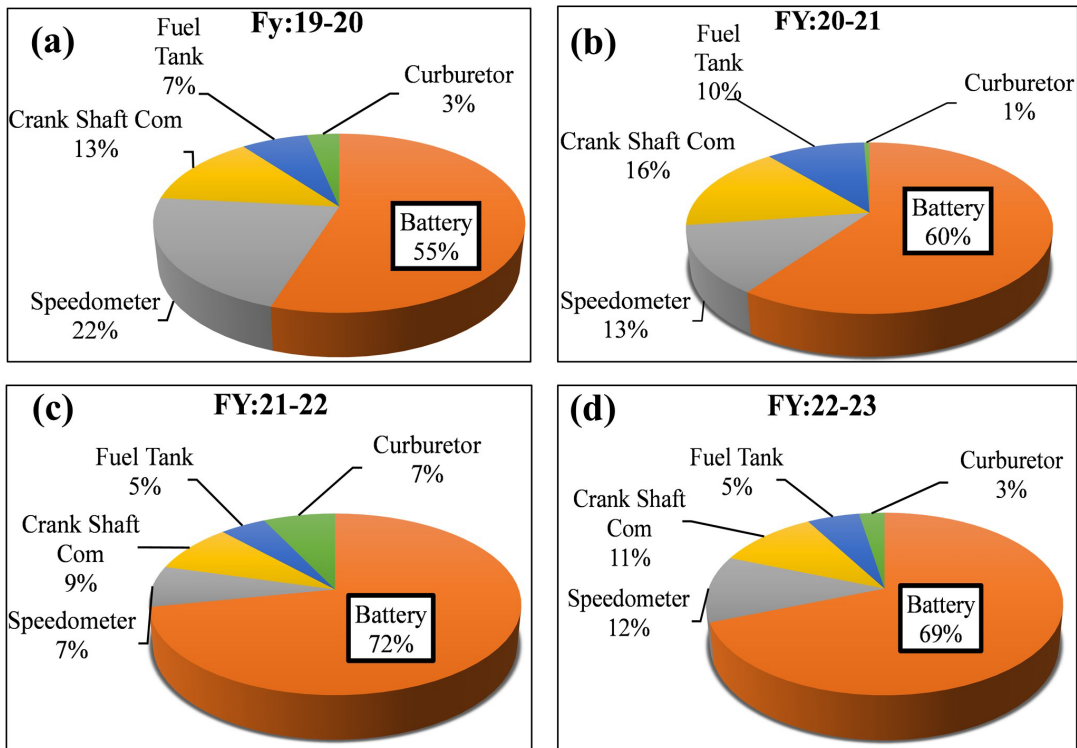 (a)
Fy:19-20
Fuel
Tank
7%
Curburetor
3%
Crank Shaft Com
13%
Battery
55%
Speedometer
22%
(b)
FY:20-21
Fuel
Tank
10%
Curburetor
1%
Crank Shaft Com
16%
Battery
60%
Speedometer
13%
(c)
FY:21-22
Fuel Tank
5%
Curburetor
7%
Crank Shaft
Com
9%
Speedometer
7%
Battery
72%
(d)
FY:22-23
Fuel Tank
5%
Curburetor
3%
Crank Shaft
Com
11%
Speedometer
12%
Battery
69%